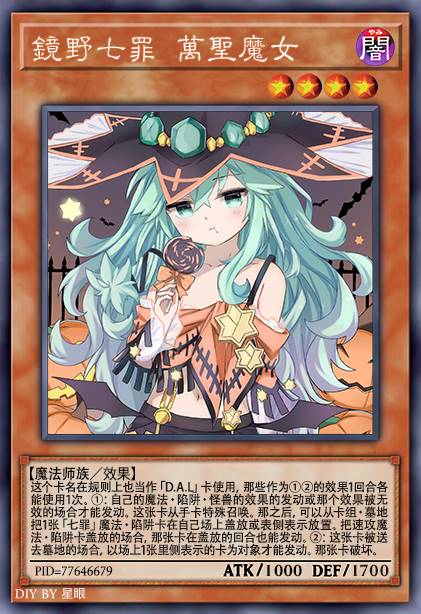 鏡野七罪 萬聖魔女
やみ
闇
【魔法师族／效果】
这个卡名在规则上也当作「D.A.L」卡使用，那些作为①②的效果1回合各
能使用1次。①：自己的魔法·陷阱·怪兽的效果的发动或那个效果被无
效的场合才能发动。这张卡从手卡特殊召唤。那之后，可以从卡组·墓地
把1张「七罪」魔法·陷阱卡在自己场上盖放或表侧表示放置。把速攻魔
法·陷阱卡盖放的场合，那张卡在盖放的回合也能发动。②：这张卡被送
去墓地的场合，以场上1张里侧表示的卡为对象才能发动。那张卡破坏。
PID=77646679
ATK/1000 DEF/1700
DIY BY 星眼